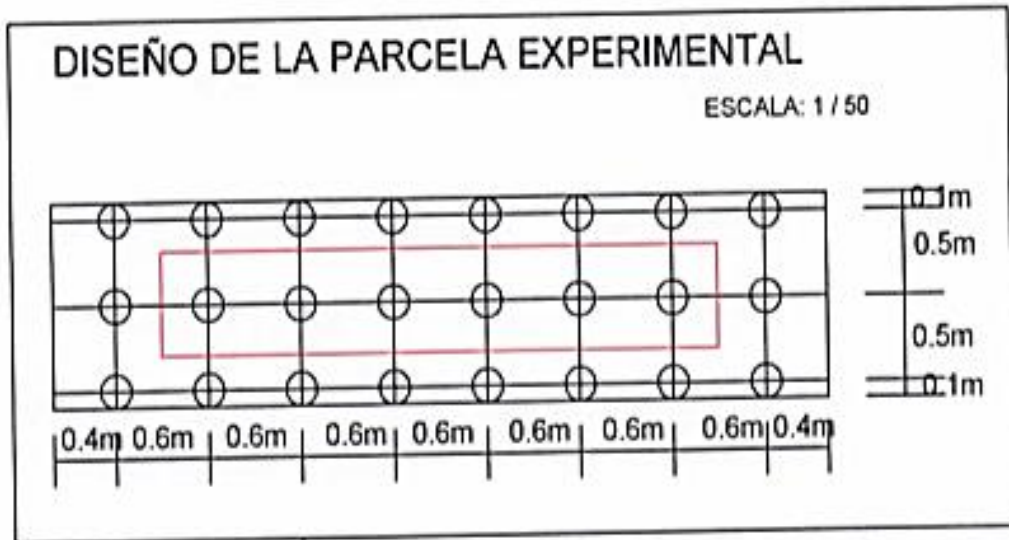 DISEÑO DE LA PARCELA EXPERIMENTAL
ESCALA: 1 / 50
0.1m
0.5m
0.5m
0.1m
0.4m 0.6m 0.6m 0.6m 0.6m 0.6m 0.6m 0.6m 0.4m